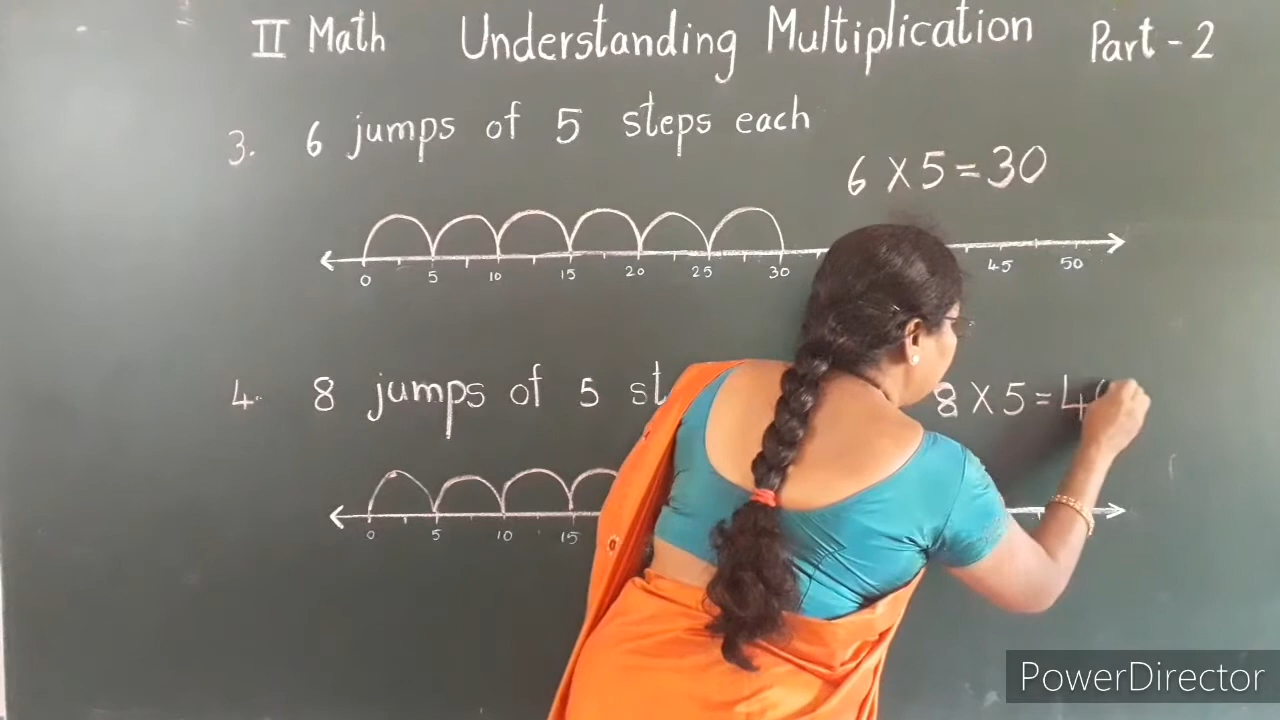 II Math Understanding Multiplication Part - 2
3. 6 jumps of 5 steps each
6 X 5 = 30
0 5 10 15 20 25 30 45 50
4. 8 jumps of 5 st
8 X 5 = 4
0 5 10 15
PowerDirector